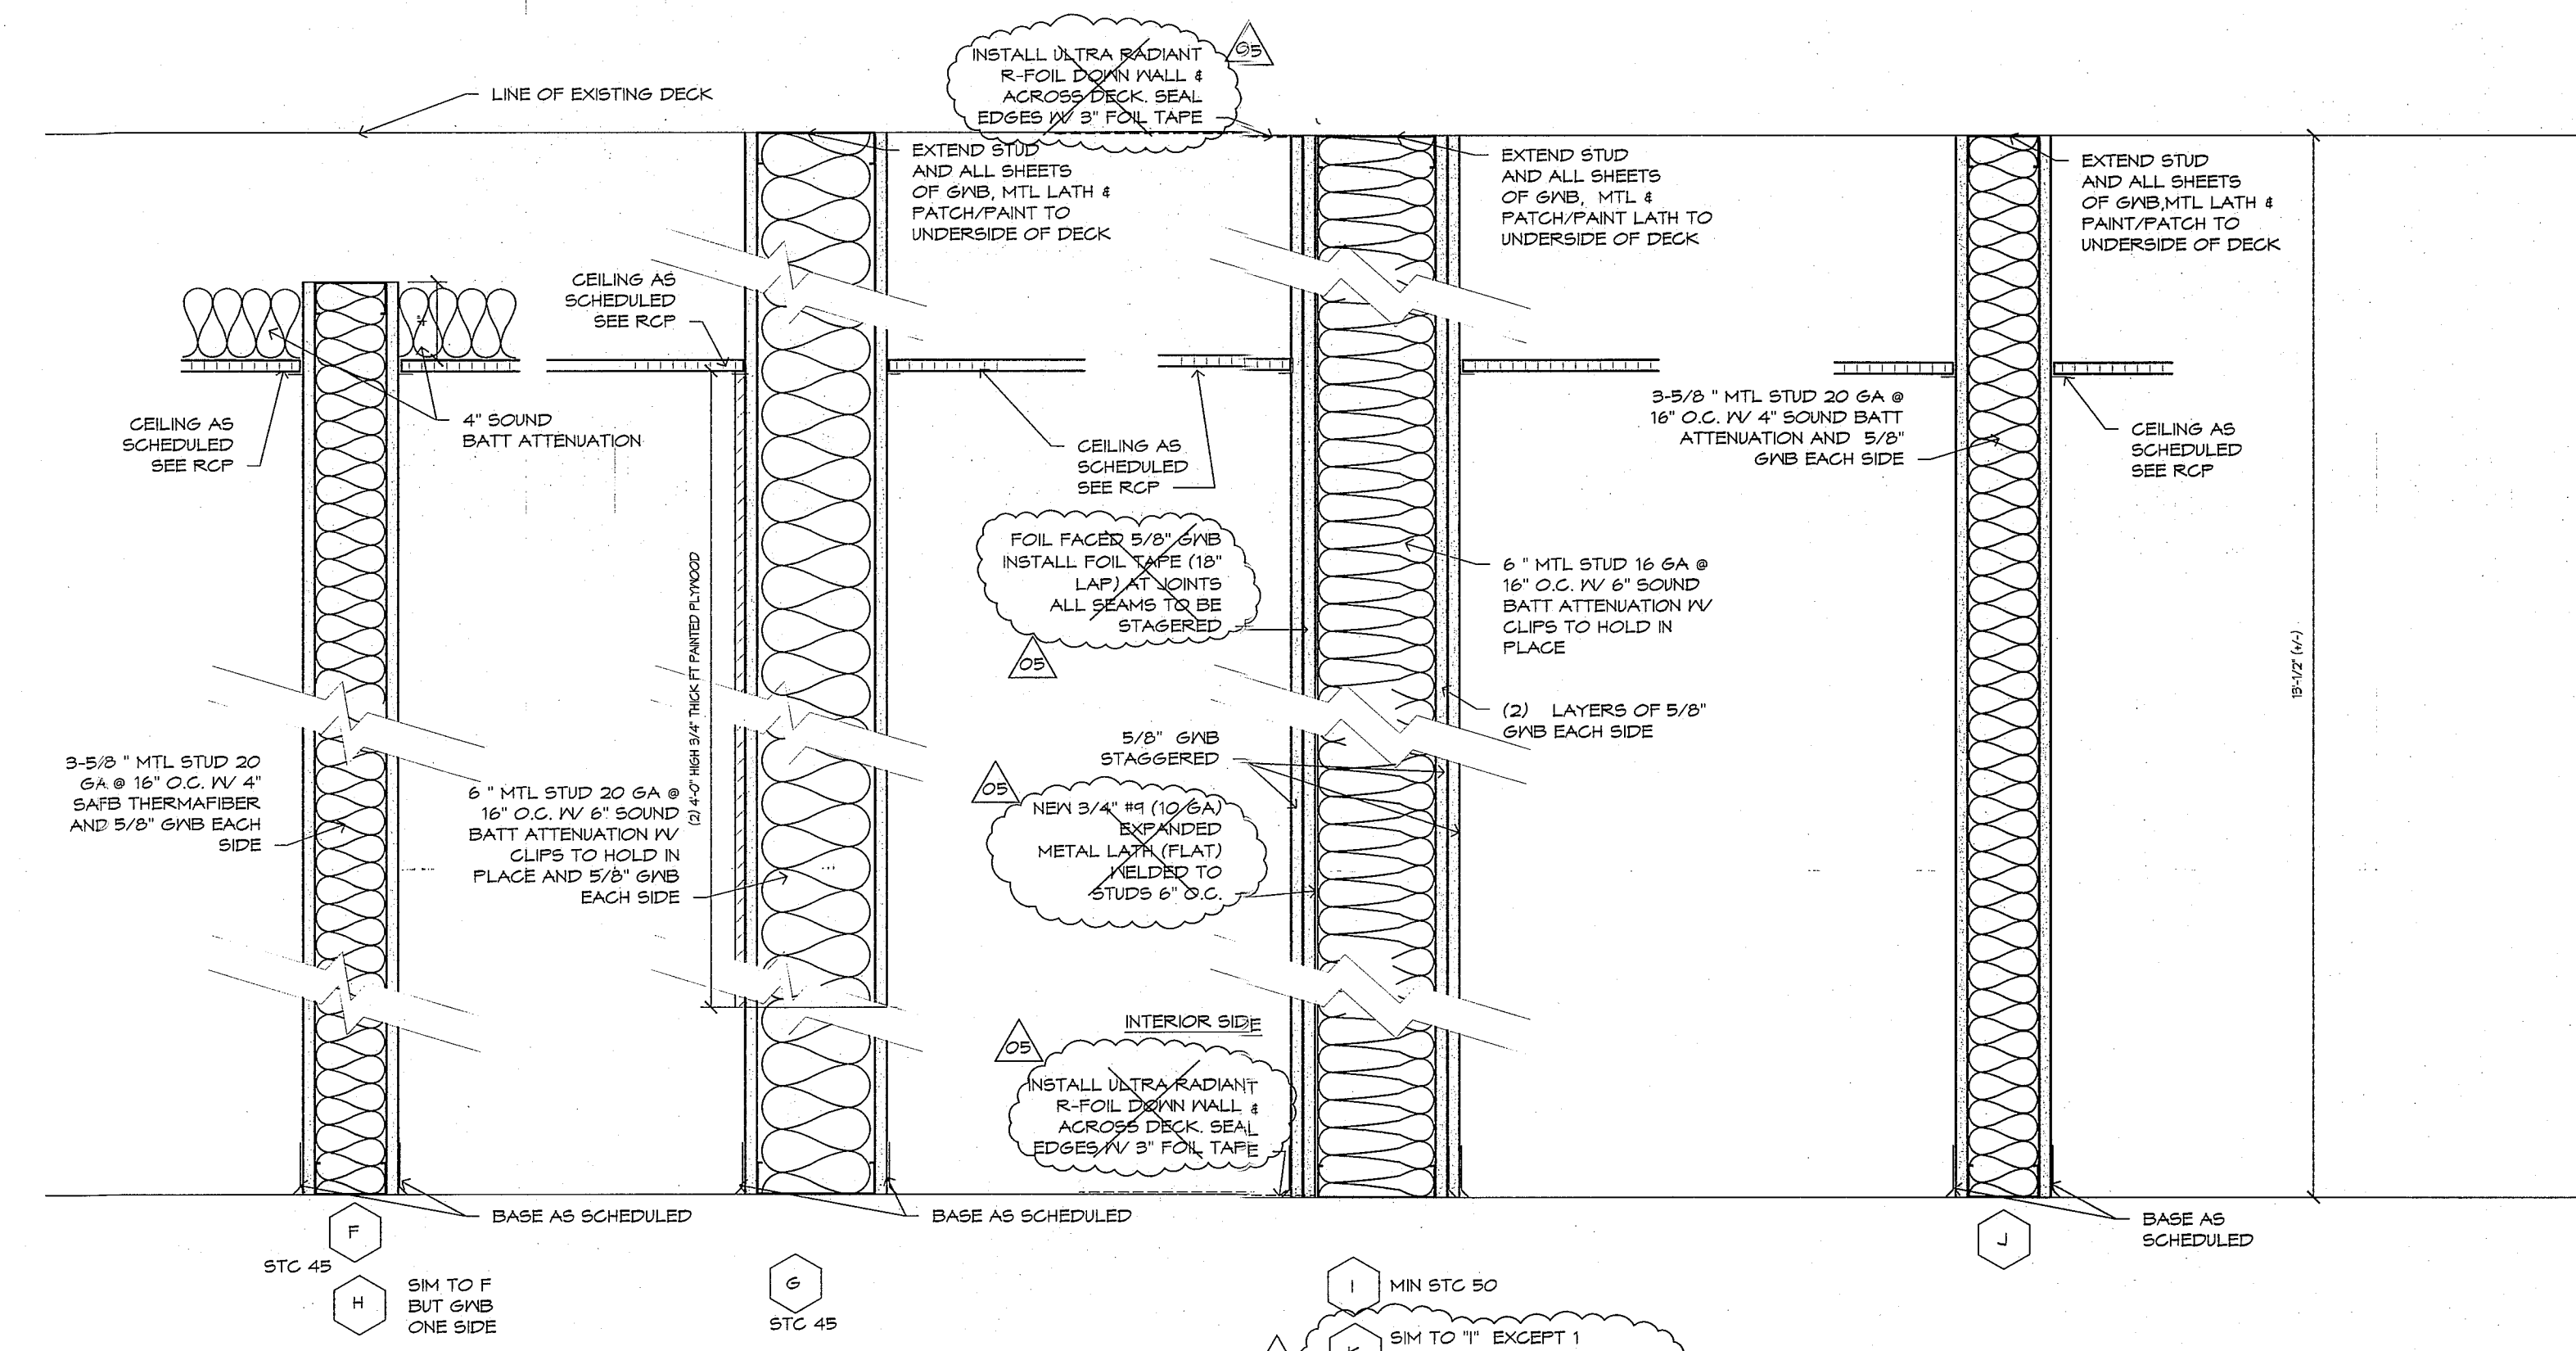 INSTALL ULTRA RADIANT
R-FOIL DOWN WALL &
ACROSS DECK. SEAL
EDGES W/ 3" FOIL TAPE
05
LINE OF EXISTING DECK
EXTEND STUD
AND ALL SHEETS
OF GWB, MTL LATH &
PATCH/PAINT TO
UNDERSIDE OF DECK
EXTEND STUD
AND ALL SHEETS
OF GWB, MTL &
PATCH/PAINT LATH TO
UNDERSIDE OF DECK
EXTEND STUD
AND ALL SHEETS
OF GWB,MTL LATH &
PAINT/PATCH TO
UNDERSIDE OF DECK
CEILING AS
SCHEDULED
SEE RCP
CEILING AS
SCHEDULED
SEE RCP
4" SOUND
BATT ATTENUATION
CEILING AS
SCHEDULED
SEE RCP
3-5/8 " MTL STUD 20 GA @
16" O.C. W/ 4" SOUND BATT
ATTENUATION AND 5/8"
GWB EACH SIDE
CEILING AS
SCHEDULED
SEE RCP
FOIL FACED 5/8" GWB
INSTALL FOIL TAPE (18"
LAP) AT JOINTS
ALL SEAMS TO BE
STAGERED
05
(2) 4'-0" HIGH 3/4" THICK FT PAINTED PLYWOOD
6 " MTL STUD 16 GA @
16" O.C. W/ 6" SOUND
BATT ATTENUATION W/
CLIPS TO HOLD IN
PLACE
(2) LAYERS OF 5/8"
GWB EACH SIDE
13'-1/2" (+/-)
5/8" GWB
STAGGERED
3-5/8 " MTL STUD 20
GA @ 16" O.C. W/ 4"
SAFB THERMAFIBER
AND 5/8" GWB EACH
SIDE
6 " MTL STUD 20 GA @
16" O.C. W/ 6" SOUND
BATT ATTENUATION W/
CLIPS TO HOLD IN
PLACE AND 5/8" GWB
EACH SIDE
05
NEW 3/4" #9 (10 GA)
EXPANDED
METAL LATH (FLAT)
WELDED TO
STUDS 6" O.C.
INTERIOR SIDE
05
INSTALL ULTRA RADIANT
R-FOIL DOWN WALL &
ACROSS DECK. SEAL
EDGES W/ 3" FOIL TAPE
BASE AS SCHEDULED
BASE AS SCHEDULED
BASE AS
SCHEDULED
F
STC 45
H
SIM TO F
BUT GWB
ONE SIDE
G
STC 45
I
MIN STC 50
K
SIM TO "I" EXCEPT 1
J